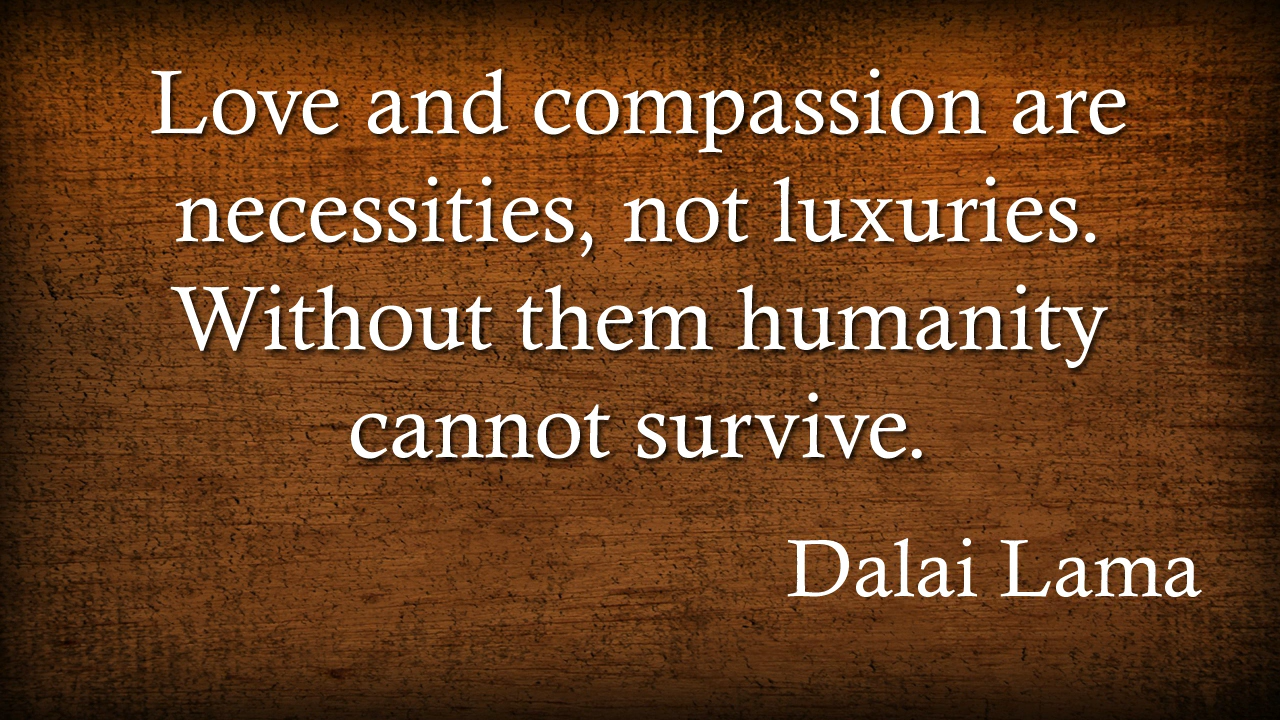 Love and compassion are
necessities, not luxuries.
Without them humanity
cannot survive.
Dalai Lama